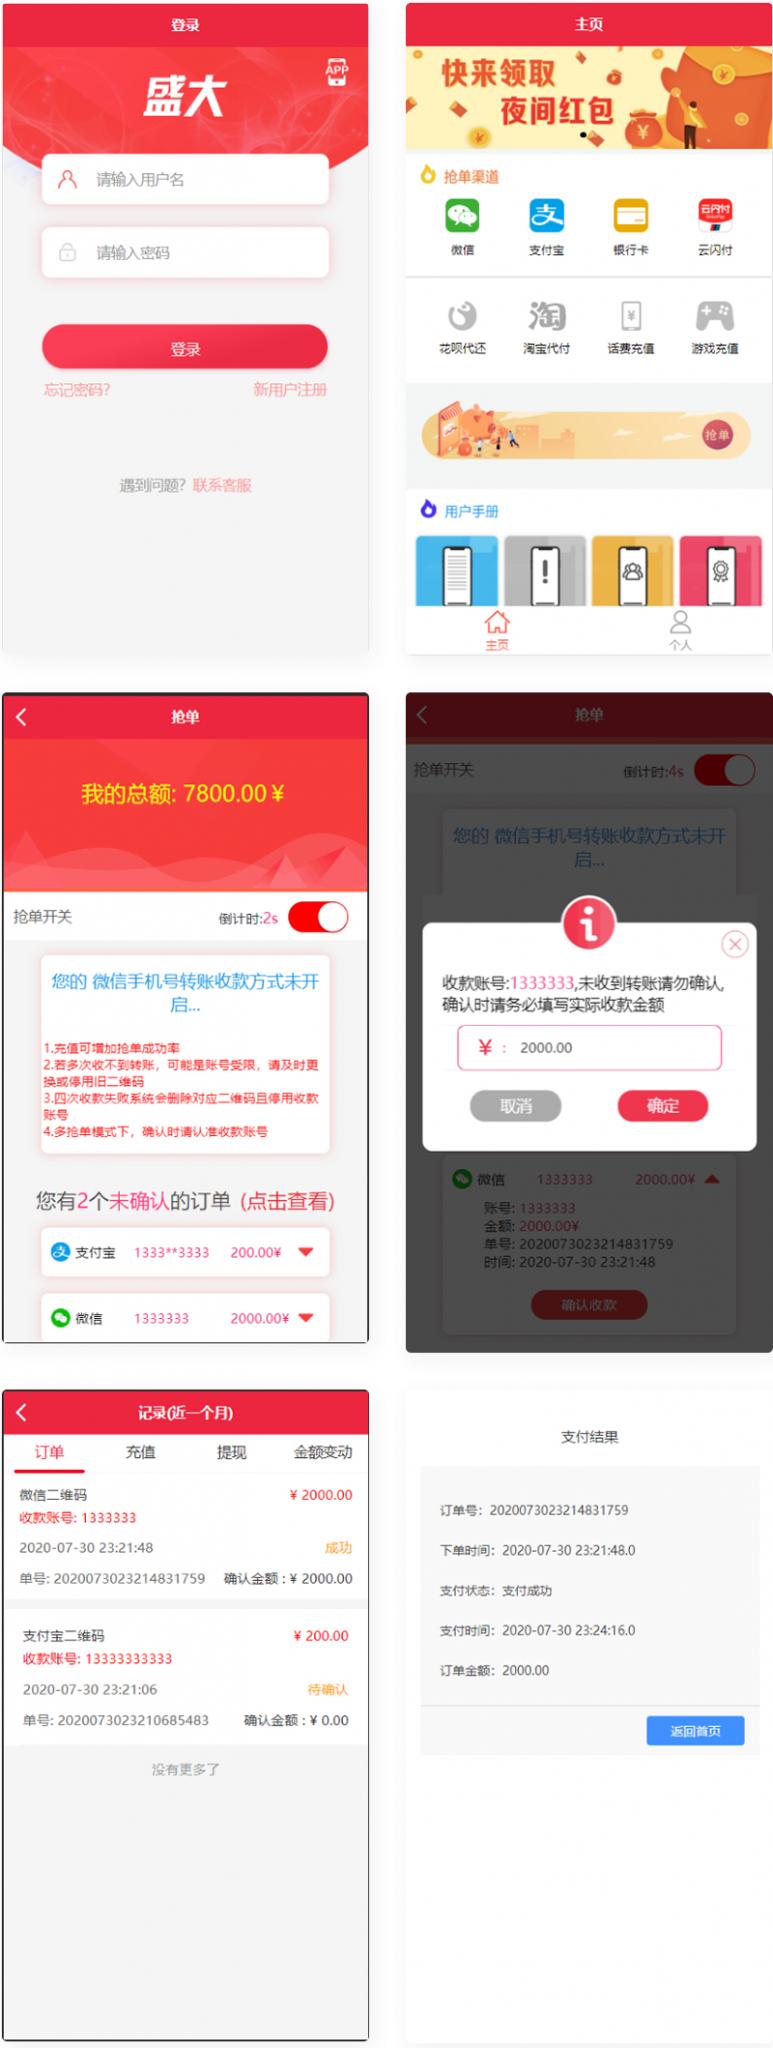 登录
APP
盛大
请输入用户名
请输入密码
登录
忘记密码? 新用户注册
遇到问题? 联系客服
主页
快来领取
夜间红包
抢单渠道
微信 支付宝 银行卡 云闪付
花呗代还 淘宝代付 话费充值 游戏充值
抢单
用户手册
主页 个人
抢单
我的总额: 7800.00¥
抢单开关 倒计时:2s
您的 微信手机号转账收款方式未开
启...
1.充值可增加抢单成功率
2.若多次收不到转账，可能是账号受限，请及时更
换或停用旧二维码
3.四次收款失败系统会删除对应二维码且停用收款
账号
4.多抢单模式下，确认时请认准收款账号
您有2个未确认的订单 (点击查看)
支付宝 1333**3333 200.00¥
微信 1333333 2000.00¥
抢单
抢单开关 倒计时:4s
您的 微信手机号转账收款方式未开
启...
收款账号:1333333,未收到转账请勿确认,
确认时请务必填写实际收款金额
¥ : 2000.00
取消 确定
微信 1333333 2000.00¥
账号: 1333333
金额: 2000.00¥
单号: 2020073023214831759
时间: 2020-07-30 23:21:48
确认收款
记录(近一个月)
订单 充值 提现 金额变动
微信二维码 ¥ 2000.00
收款账号: 1333333
2020-07-30 23:21:48 成功
单号: 2020073023214831759 确认金额 : ¥ 2000.00
支付宝二维码 ¥ 200.00
收款账号: 13333333333
2020-07-30 23:21:06 待确认
单号: 2020073023210685483 确认金额 : ¥ 0.00
没有更多了
支付结果
订单号: 2020073023214831759
下单时间: 2020-07-30 23:21:48.0
支付状态: 支付成功
支付时间: 2020-07-30 23:24:16.0
订单金额: 2000.00
返回首页